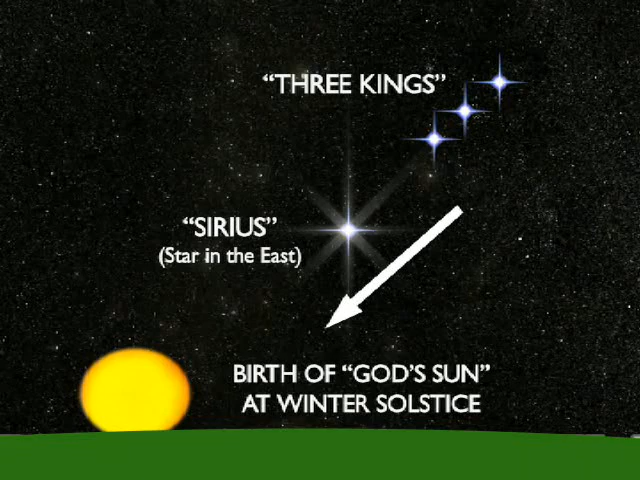 “THREE KINGS”
“SIRIUS”
(Star in the East)
BIRTH OF “GOD’S SUN”
AT WINTER SOLSTICE